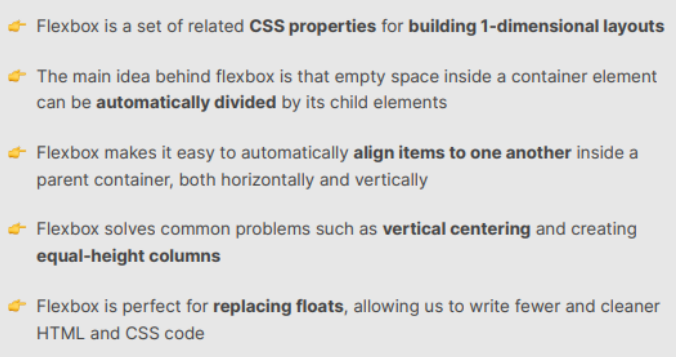 👉 Flexbox is a set of related CSS properties for building 1-dimensional layouts
👉 The main idea behind flexbox is that empty space inside a container element
can be automatically divided by its child elements
👉 Flexbox makes it easy to automatically align items to one another inside a
parent container, both horizontally and vertically
👉 Flexbox solves common problems such as vertical centering and creating
equal-height columns
👉 Flexbox is perfect for replacing floats, allowing us to write fewer and cleaner
HTML and CSS code